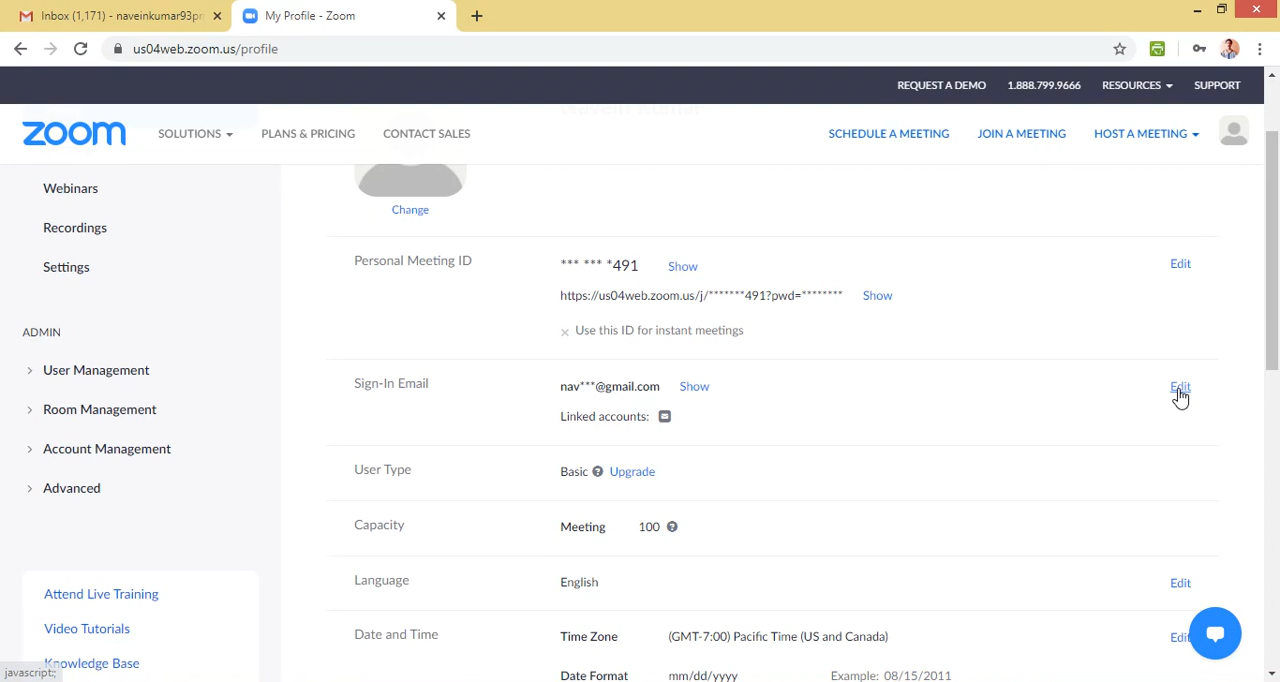 Inbox (1,171) - naveinkumar93pr
My Profile - Zoom
us04web.zoom.us/profile
REQUEST A DEMO 1.888.799.9666 RESOURCES SUPPORT
zoom SOLUTIONS PLANS & PRICING CONTACT SALES SCHEDULE A MEETING JOIN A MEETING HOST A MEETING
Webinars
Recordings
Settings
ADMIN
User Management
Room Management
Account Management
Advanced
Attend Live Training
Video Tutorials
Knowledge Base
Change
Personal Meeting ID *** *** *491 Show Edit
https://us04web.zoom.us/j/*******491?pwd=******** Show
× Use this ID for instant meetings
Sign-In Email nav***@gmail.com Show Edit
Linked accounts:
User Type Basic Upgrade
Capacity Meeting 100
Language English Edit
Date and Time Time Zone (GMT-7:00) Pacific Time (US and Canada) Edit
Date Format mm/dd/yyyy Example: 08/15/2011
javascript:;